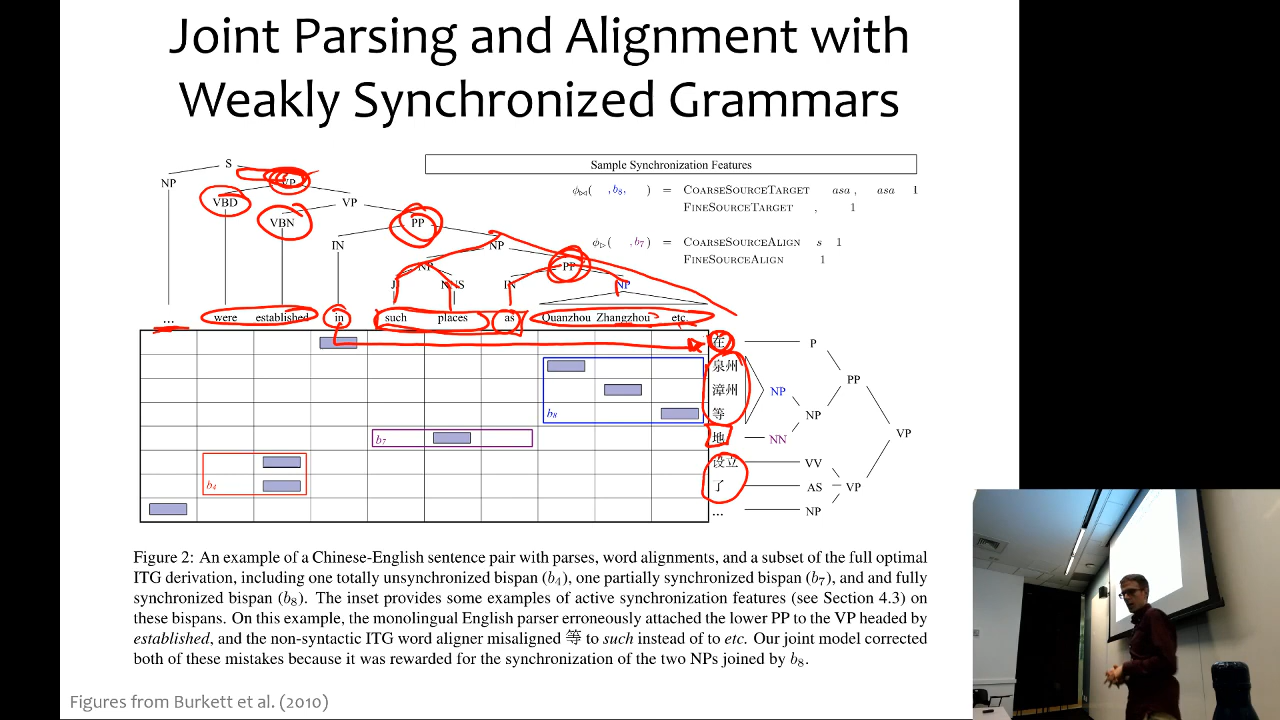 Joint Parsing and Alignment with
Weakly Synchronized Grammars
Sample Synchronization Features
S
NP
VP
VBD
VP
VBN
PP
IN
NP
NP
PP
IN
NP
... were established in such places as Quanzhou Zhangzhou etc.
ϕ⋈( , b8, ) = COARSESOURCETARGET asa , asa 1
FINESOURCETARGET , 1
ϕ▷( , b7) = COARSESOURCEALIGN s 1
FINESOURCEALIGN 1
在 P
泉州
漳州
等
地 NN
设立 VV
了 AS
... NP
NP
NP
PP
VP
VP
b8
b7
b4
Figure 2: An example of a Chinese-English sentence pair with parses, word alignments, and a subset of the full optimal
ITG derivation, including one totally unsynchronized bispan (b4), one partially synchronized bispan (b7), and and fully
synchronized bispan (b8). The inset provides some examples of active synchronization features (see Section 4.3) on
these bispans. On this example, the monolingual English parser erroneously attached the lower PP to the VP headed by
established, and the non-syntactic ITG word aligner misaligned 等 to such instead of to etc. Our joint model corrected
both of these mistakes because it was rewarded for the synchronization of the two NPs joined by b8.
Figures from Burkett et al. (2010)